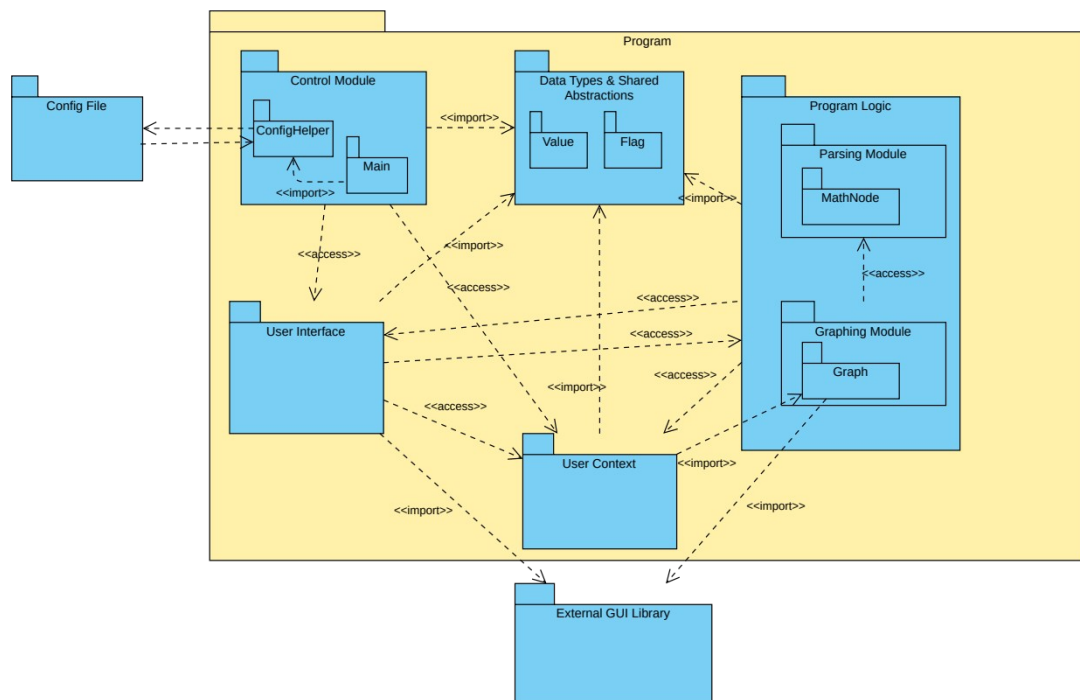 Program
Control Module
Data Types & Shared
Abstractions
Config File
Program Logic
<<import>>
ConfigHelper
Value
Flag
Parsing Module
Main
<<import>>
<<import>>
MathNode
<<import>>
<<access>>
<<access>>
<<access>>
<<access>>
User Interface
Graphing Module
<<access>>
<<import>>
<<access>>
Graph
<<access>>
User Context
<<import>>
<<import>>
<<import>>
External GUI Library